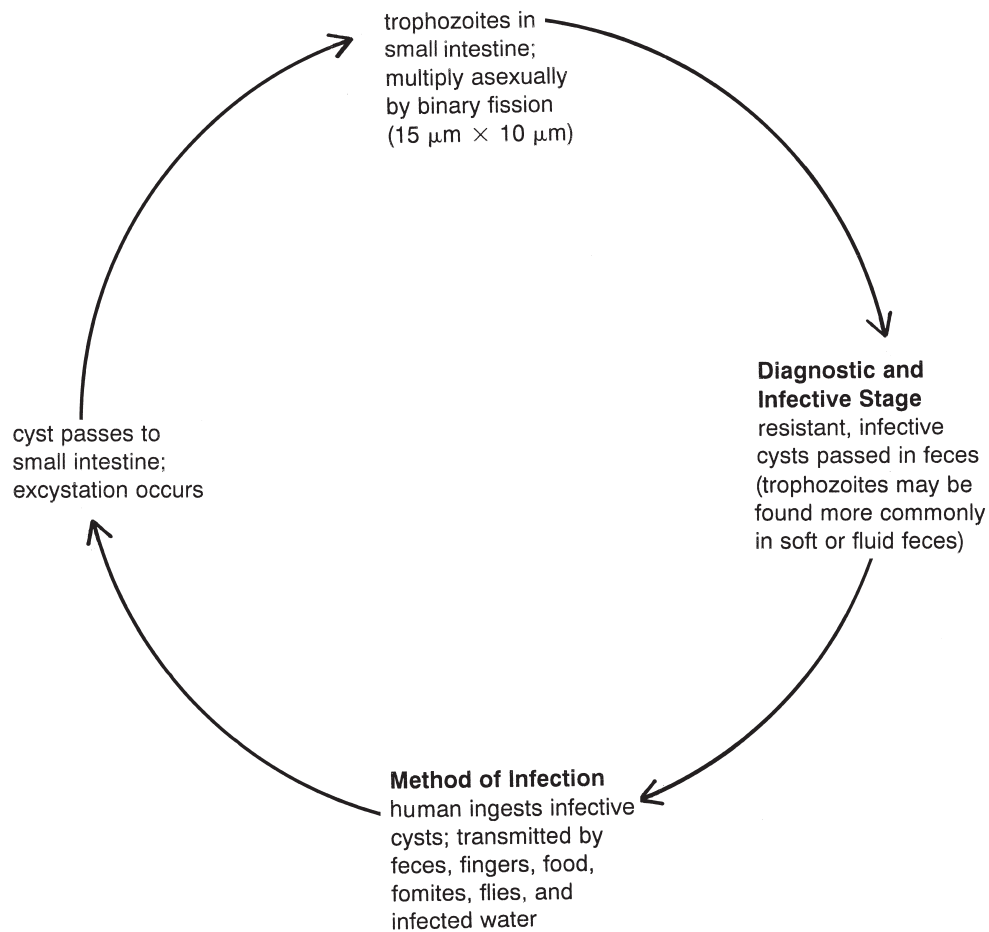 trophozoites in
small intestine;
multiply asexually
by binary fission
(15 μm × 10 μm)
Diagnostic and
Infective Stage
resistant, infective
cysts passed in feces
(trophozoites may be
found more commonly
in soft or fluid feces)
Method of Infection
human ingests infective
cysts; transmitted by
feces, fingers, food,
fomites, flies, and
infected water
cyst passes to
small intestine;
excystation occurs